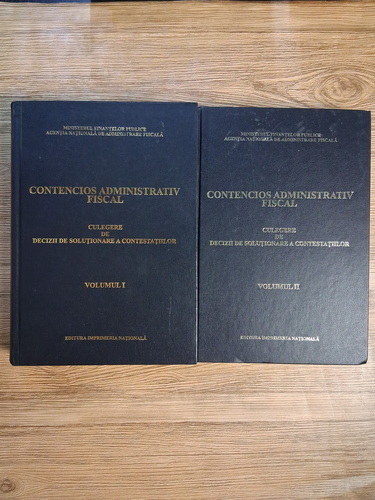 MINISTERUL FINANȚELOR PUBLICE
AGENȚIA NAȚIONALĂ DE ADMINISTRARE FISCALĂ
CONTENCIOS ADMINISTRATIV
FISCAL
CULEGERE
DE
DECIZII DE SOLUȚIONARE A CONTESTAȚIILOR
VOLUMUL I
EDITURA IMPRIMERIA NAȚIONALĂ
MINISTERUL FINANȚELOR PUBLICE
AGENȚIA NAȚIONALĂ DE ADMINISTRARE FISCALĂ
CONTENCIOS ADMINISTRATIV
FISCAL
CULEGERE
DE
DECIZII DE SOLUȚIONARE A CONTESTAȚIILOR
VOLUMUL II
EDITURA IMPRIMERIA NAȚIONALĂ